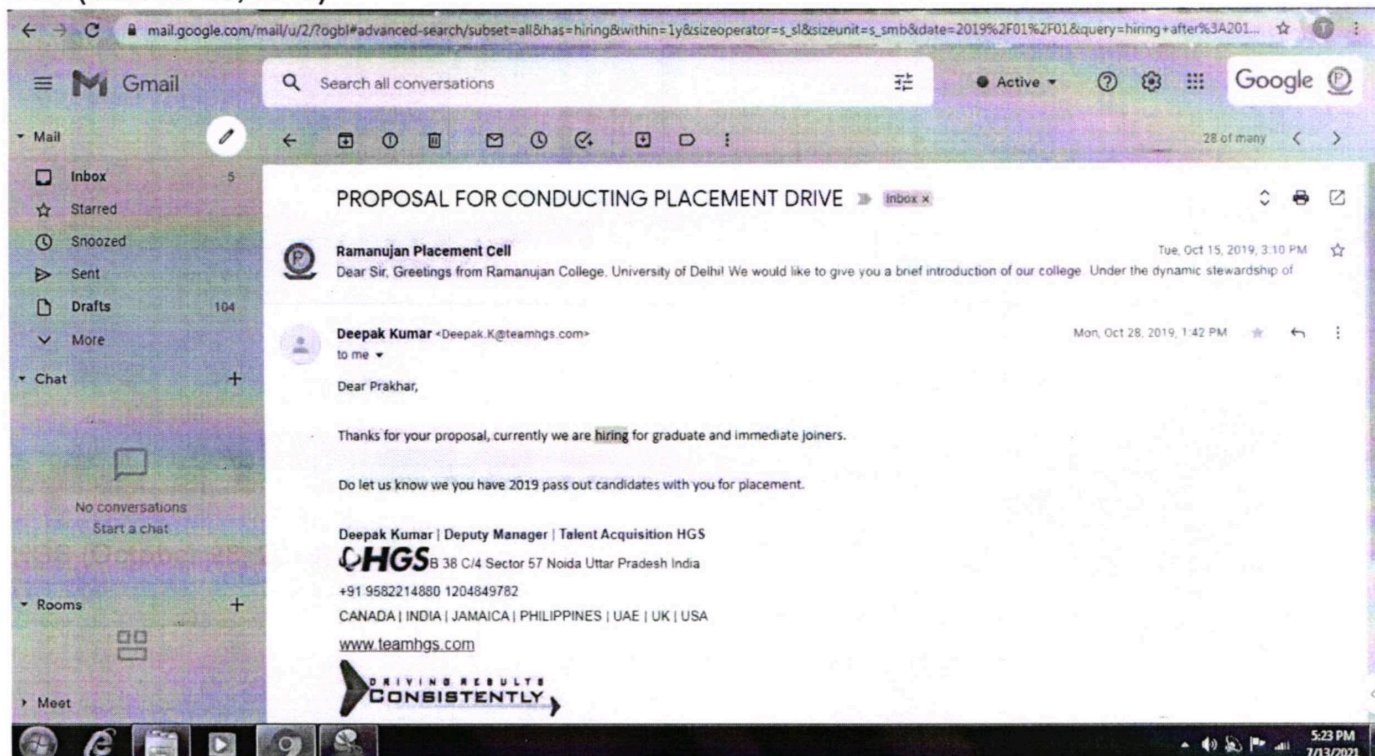 mail.google.com/mail/u/2/?ogbl#advanced-search/subset=all&has=hiring&within=1y&sizeoperator=s_sl&sizeunit=s_smb&date=2019%2F01%2F01&query=hiring+after%3A201...
Gmail
Search all conversations
Active
Google
Mail
28 of many
Inbox 5
Starred
Snoozed
Sent
Drafts 104
More
Chat
No conversations
Start a chat
Rooms
Meet
PROPOSAL FOR CONDUCTING PLACEMENT DRIVE Inbox x
Ramanujan Placement Cell Tue, Oct 15, 2019, 3:10 PM
Dear Sir, Greetings from Ramanujan College, University of Delhi! We would like to give you a brief introduction of our college. Under the dynamic stewardship of
Deepak Kumar <Deepak.K@teamhgs.com> Mon, Oct 28, 2019, 1:42 PM
to me
Dear Prakhar,
Thanks for your proposal, currently we are hiring for graduate and immediate joiners.
Do let us know we you have 2019 pass out candidates with you for placement.
Deepak Kumar | Deputy Manager | Talent Acquisition HGS
HGS B 38 C/4 Sector 57 Noida Uttar Pradesh India
+91 9582214880 1204849782
CANADA | INDIA | JAMAICA | PHILIPPINES | UAE | UK | USA
www.teamhgs.com
DRIVING RESULTS
CONSISTENTLY
5:23 PM
7/13/2021